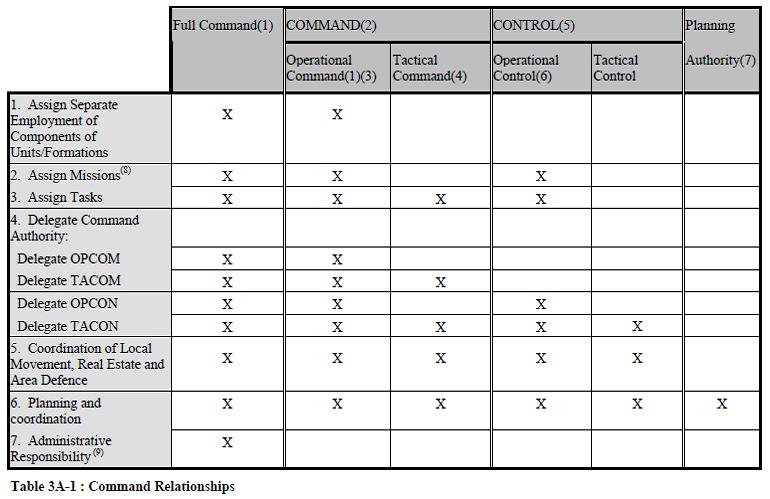 Full Command(1) COMMAND(2) CONTROL(5) Planning
Operational Tactical Operational Tactical Authority(7)
Command(1)(3) Command(4) Control(6) Control
1. Assign Separate
Employment of X X
Components of
Units/Formations
2. Assign Missions(8) X X X
3. Assign Tasks X X X X
4. Delegate Command
Authority:
Delegate OPCOM X X
Delegate TACOM X X X
Delegate OPCON X X X
Delegate TACON X X X X X
5. Coordination of Local
Movement, Real Estate and X X X X X
Area Defence
6. Planning and X X X X X X
coordination
7. Administrative X
Responsibility(9)
Table 3A-1 : Command Relationships